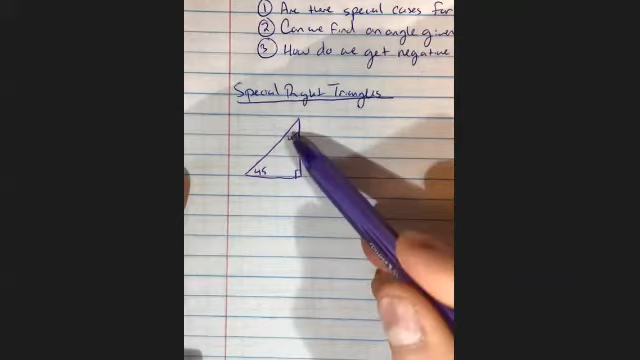 ① Are there special cases for
② Can we find an angle given
③ How do we get negative
Special Right Triangles
45
45